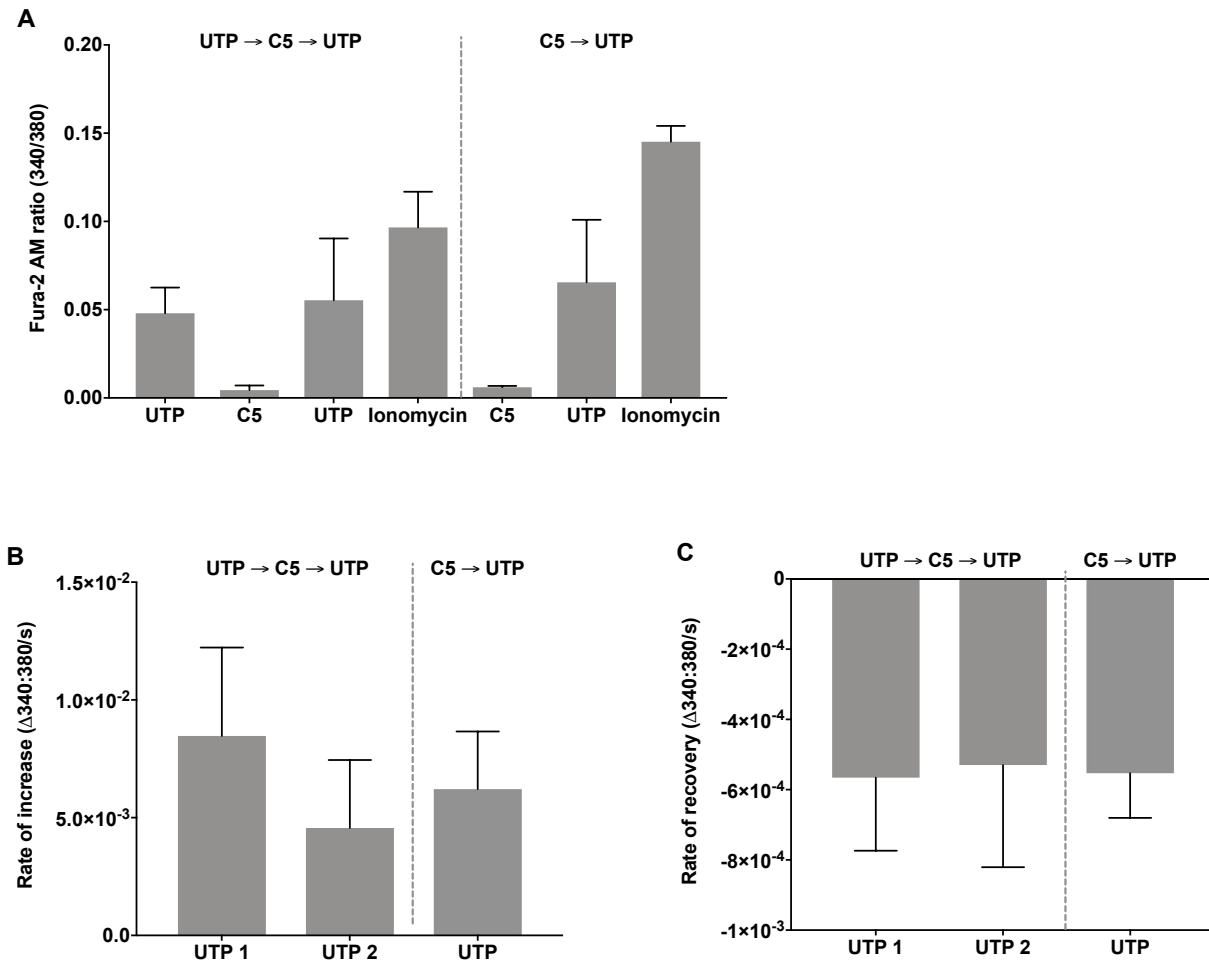 A
UTP → C5 → UTP
C5 → UTP
Fura-2 AM ratio (340/380)
0.20
0.15
0.10
0.05
0.00
UTP C5 UTP Ionomycin C5 UTP Ionomycin
B
UTP → C5 → UTP
C5 → UTP
Rate of increase (Δ340:380/s)
1.5×10⁻²
1.0×10⁻²
5.0×10⁻³
0.0
UTP 1 UTP 2 UTP
C
UTP → C5 → UTP
C5 → UTP
Rate of recovery (Δ340:380/s)
0
-2×10⁻⁴
-4×10⁻⁴
-6×10⁻⁴
-8×10⁻⁴
-1×10⁻³
UTP 1 UTP 2 UTP